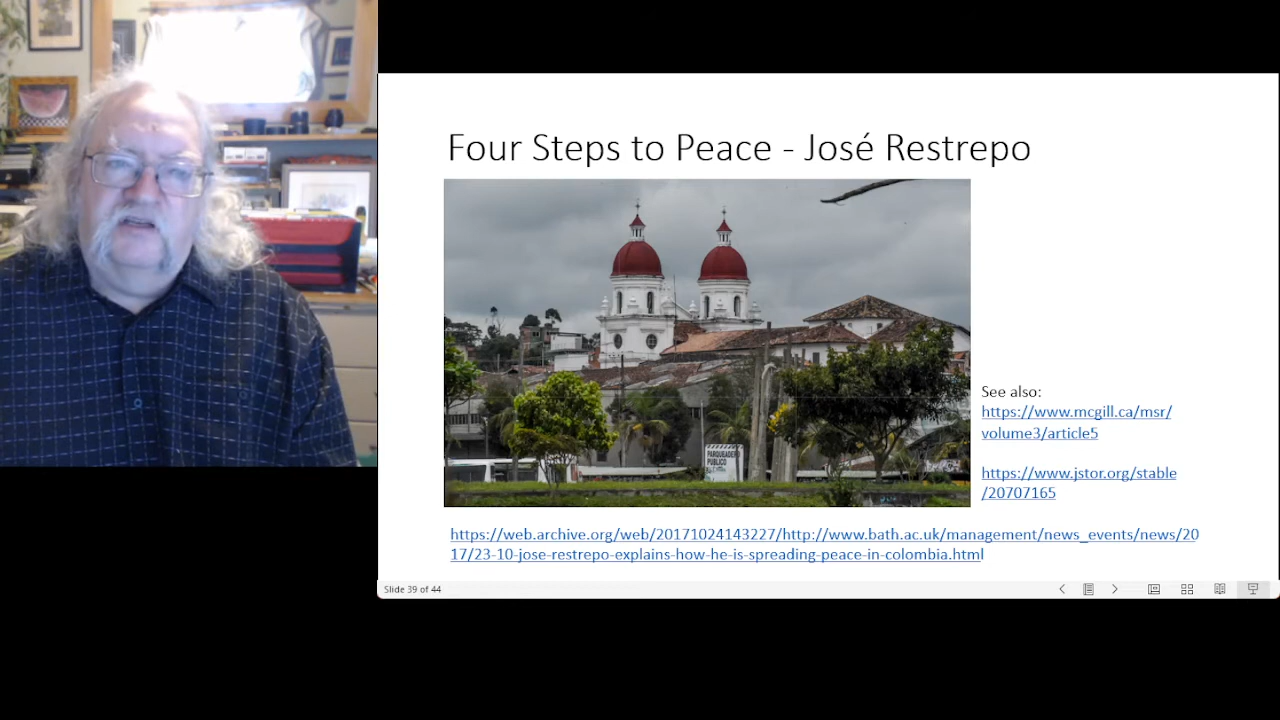 Four Steps to Peace - José Restrepo
PARQUEADERO
PUBLICO
See also:
https://www.mcgill.ca/msr/
volume3/article5
https://www.jstor.org/stable
/20707165
https://web.archive.org/web/20171024143227/http://www.bath.ac.uk/management/news_events/news/20
17/23-10-jose-restrepo-explains-how-he-is-spreading-peace-in-colombia.html
Slide 39 of 44